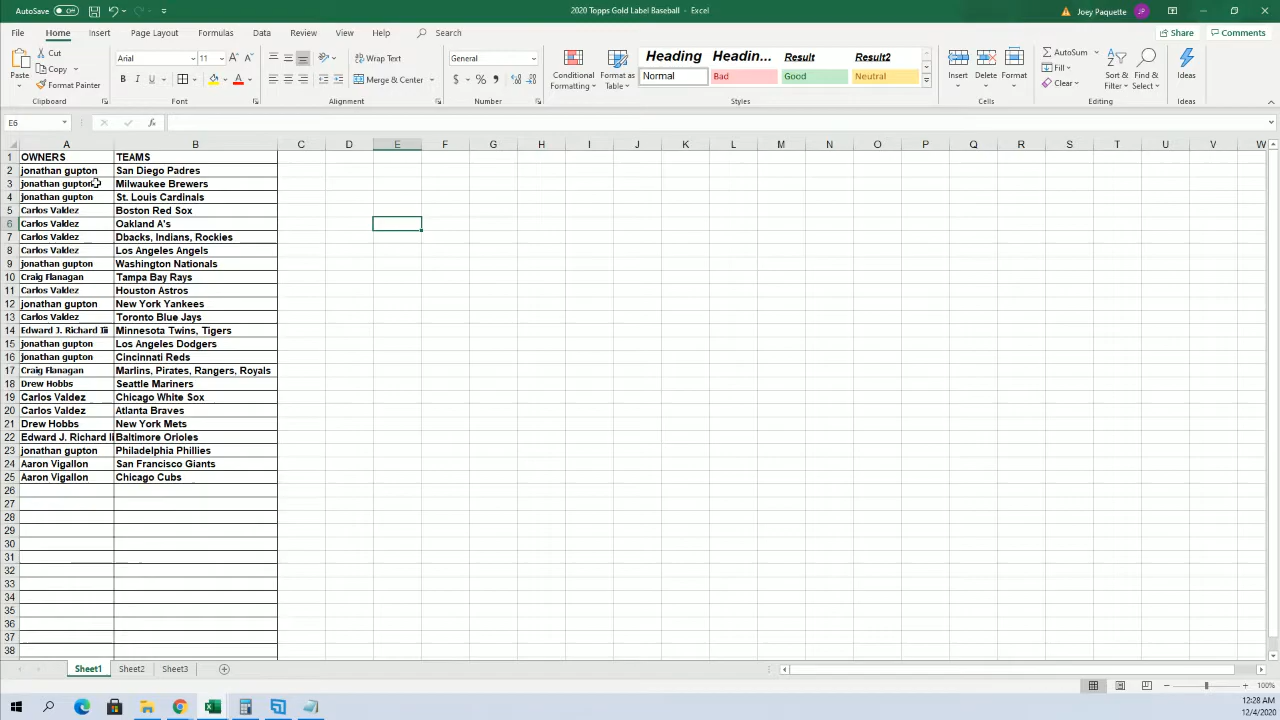 AutoSave Off 2020 Topps Gold Label Baseball - Excel Joey Paquette JP
File Home Insert Page Layout Formulas Data Review View Help Search Share Comments
Paste Cut Copy Format Painter Clipboard
Arial 11 A A B I U A Font
Wrap Text Merge & Center Alignment
General $ % , Number
Conditional Formatting Format as Table
Heading Headin... Result Result2
Normal Bad Good Neutral
Styles
Insert Delete Format Cells
AutoSum Fill Clear Sort & Filter Find & Select Editing
Ideas Ideas
E6 fx
A B C D E F G H I J K L M N O P Q R S T U V W
1 OWNERS TEAMS
2 jonathan gupton San Diego Padres
3 jonathan gupton Milwaukee Brewers
4 jonathan gupton St. Louis Cardinals
5 Carlos Valdez Boston Red Sox
6 Carlos Valdez Oakland A's
7 Carlos Valdez Dbacks, Indians, Rockies
8 Carlos Valdez Los Angeles Angels
9 jonathan gupton Washington Nationals
10 Craig Flanagan Tampa Bay Rays
11 Carlos Valdez Houston Astros
12 jonathan gupton New York Yankees
13 Carlos Valdez Toronto Blue Jays
14 Edward J. Richard Iii Minnesota Twins, Tigers
15 jonathan gupton Los Angeles Dodgers
16 jonathan gupton Cincinnati Reds
17 Craig Flanagan Marlins, Pirates, Rangers, Royals
18 Drew Hobbs Seattle Mariners
19 Carlos Valdez Chicago White Sox
20 Carlos Valdez Atlanta Braves
21 Drew Hobbs New York Mets
22 Edward J. Richard II Baltimore Orioles
23 jonathan gupton Philadelphia Phillies
24 Aaron Vigallon San Francisco Giants
25 Aaron Vigallon Chicago Cubs
26
27
28
29
30
31
32
33
34
35
36
37
38
Sheet1 Sheet2 Sheet3
100%
12:28 AM
12/4/2020